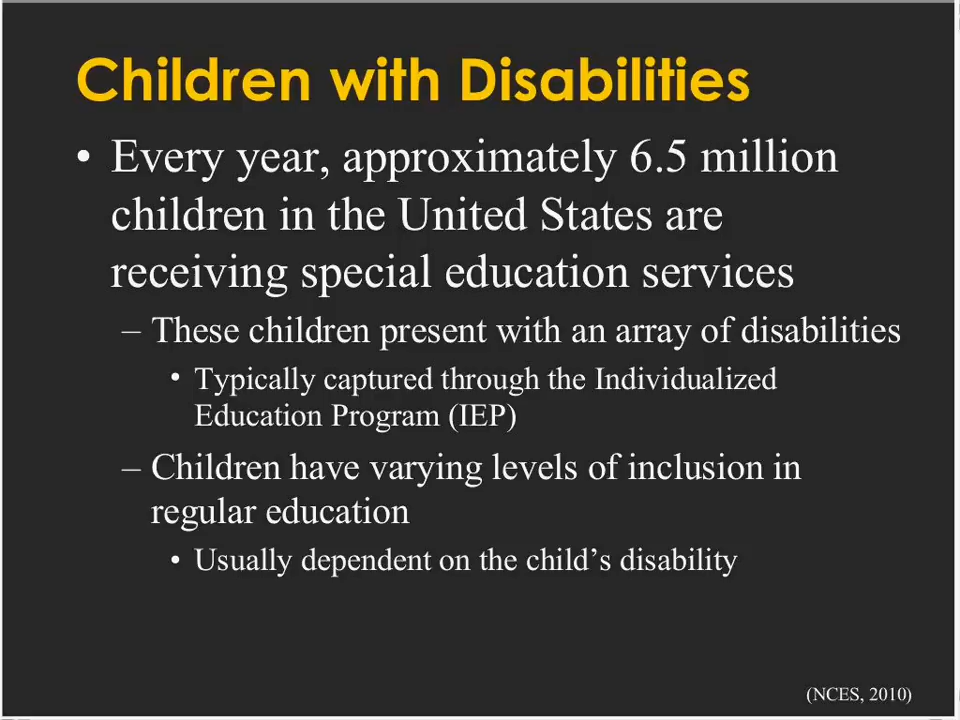 Children with Disabilities
• Every year, approximately 6.5 million
children in the United States are
receiving special education services
– These children present with an array of disabilities
• Typically captured through the Individualized
Education Program (IEP)
– Children have varying levels of inclusion in
regular education
• Usually dependent on the child’s disability
(NCES, 2010)